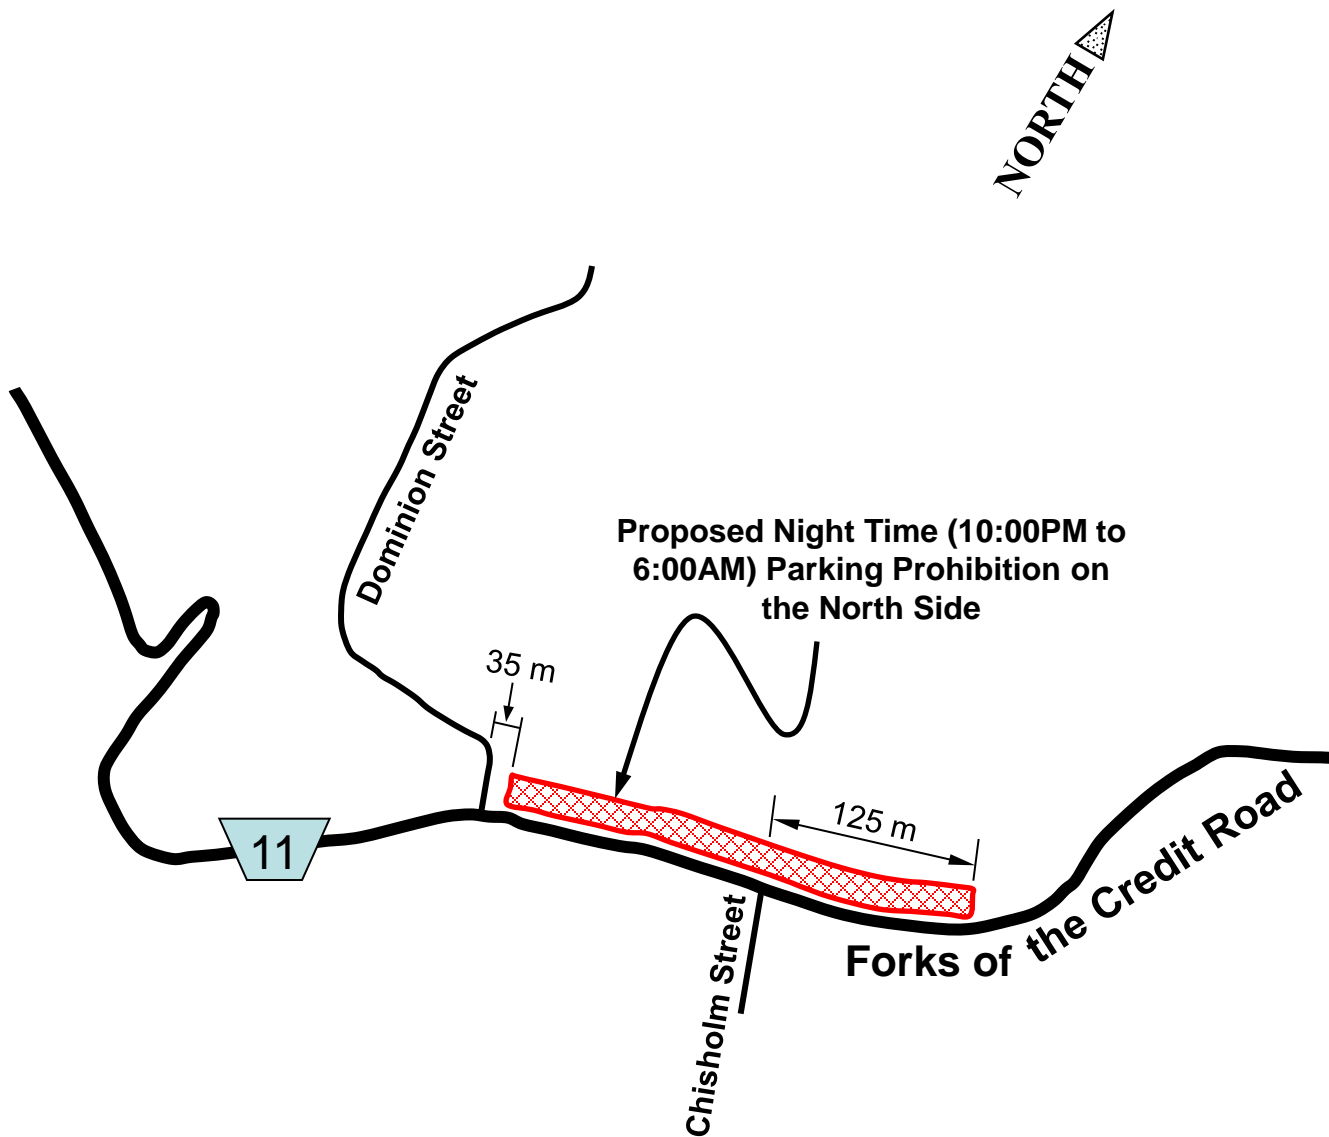 NORTH
Dominion Street
Proposed Night Time (10:00PM to
6:00AM) Parking Prohibition on
the North Side
35 m
125 m
11
Forks of the Credit Road
Chisholm Street